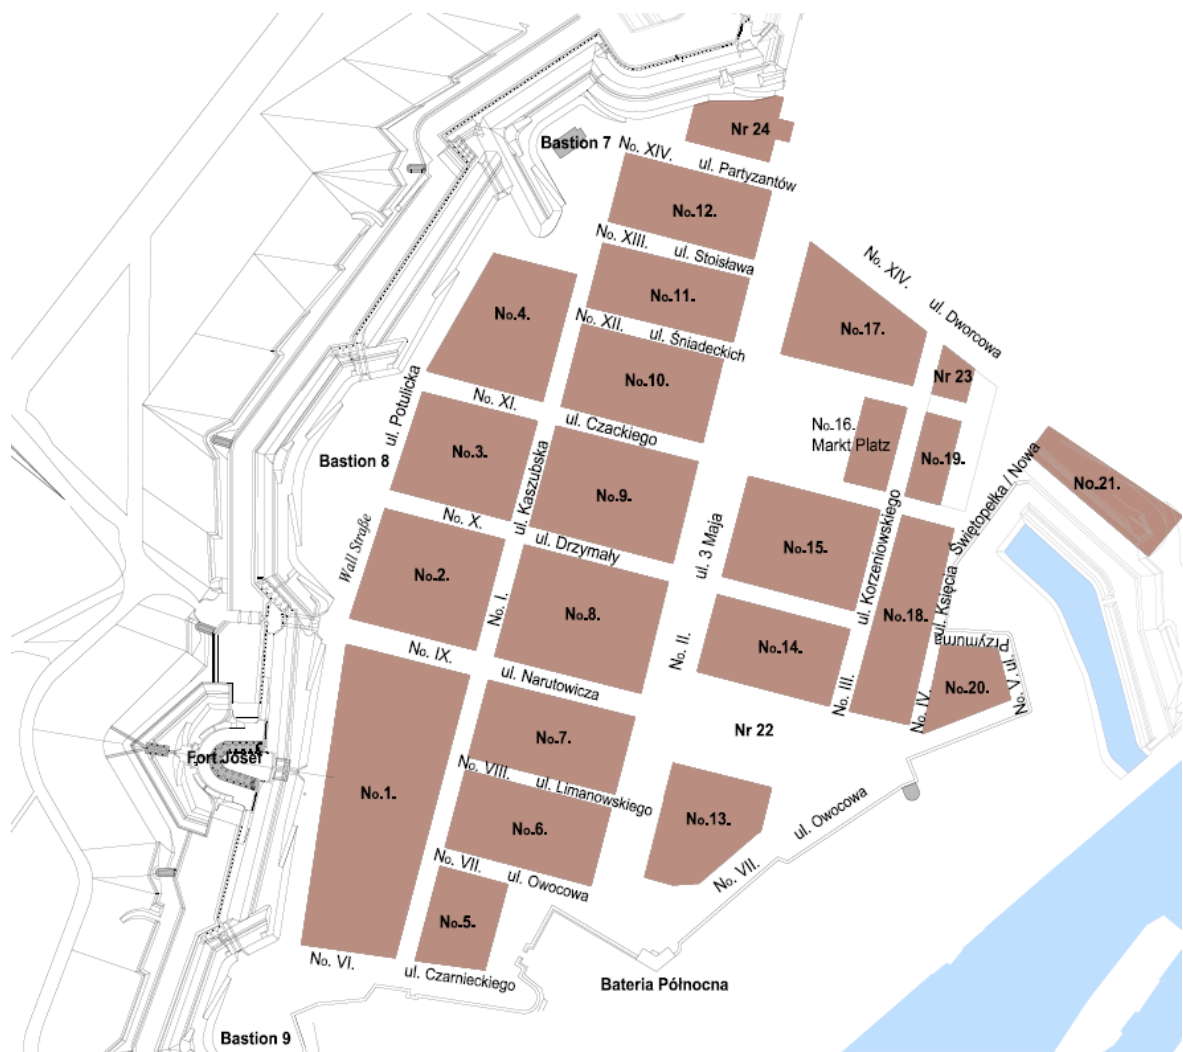 Nr 24
Bastion 7
No. XIV.
ul. Partyzantów
No.12.
No. XIII.
ul. Stoisława
No. XIV.
ul. Dworcowa
No.4.
No.11.
No. XII.
ul. Śniadeckich
No.17.
Nr 23
ul. Potulicka
No.10.
No. XI.
ul. Czackiego
No.16.
Markt Platz
Bastion 8
No.3.
ul. Kaszubska
No.9.
No.19.
No.21.
ul. Księcia Świętopełka / Nowa
No. X.
ul. Drzymały
Wall Straße
ul. 3 Maja
No.15.
ul. Korzeniowskiego
No.2.
No. I.
No.8.
No. II.
No.14.
No.18.
ul. Przymurna
No. V.
No. IX.
ul. Narutowicza
No. III.
No. IV.
No.20.
Fort Josef
No.7.
Nr 22
No. VIII.
ul. Limanowskiego
No.1.
No.6.
No.13.
ul. Owocowa
No. VII.
No. VII.
ul. Owocowa
No.5.
No. VI.
ul. Czarnieckiego
Bateria Północna
Bastion 9